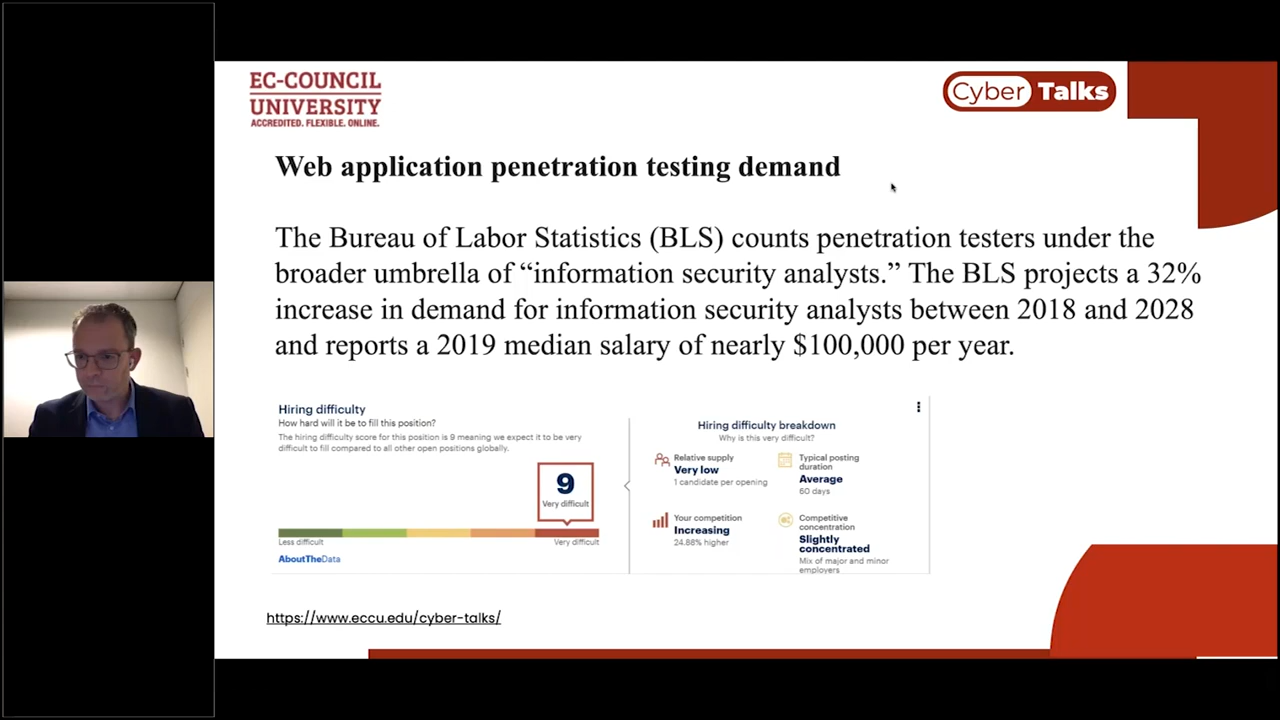 EC-COUNCIL
UNIVERSITY
ACCREDITED. FLEXIBLE. ONLINE.
Cyber Talks
Web application penetration testing demand
The Bureau of Labor Statistics (BLS) counts penetration testers under the
broader umbrella of “information security analysts.” The BLS projects a 32%
increase in demand for information security analysts between 2018 and 2028
and reports a 2019 median salary of nearly $100,000 per year.
Hiring difficulty
How hard will it be to fill this position?
The hiring difficulty score for this position is 9 meaning we expect it to be very
difficult to fill compared to all other open positions globally.
9
Very difficult
Less difficult
Very difficult
AboutTheData
Hiring difficulty breakdown
Why is this very difficult?
Relative supply
Very low
1 candidate per opening
Typical posting
duration
Average
60 days
Your competition
Increasing
24.88% higher
Competitive
concentration
Slightly
concentrated
Mix of major and minor
employers
https://www.eccu.edu/cyber-talks/